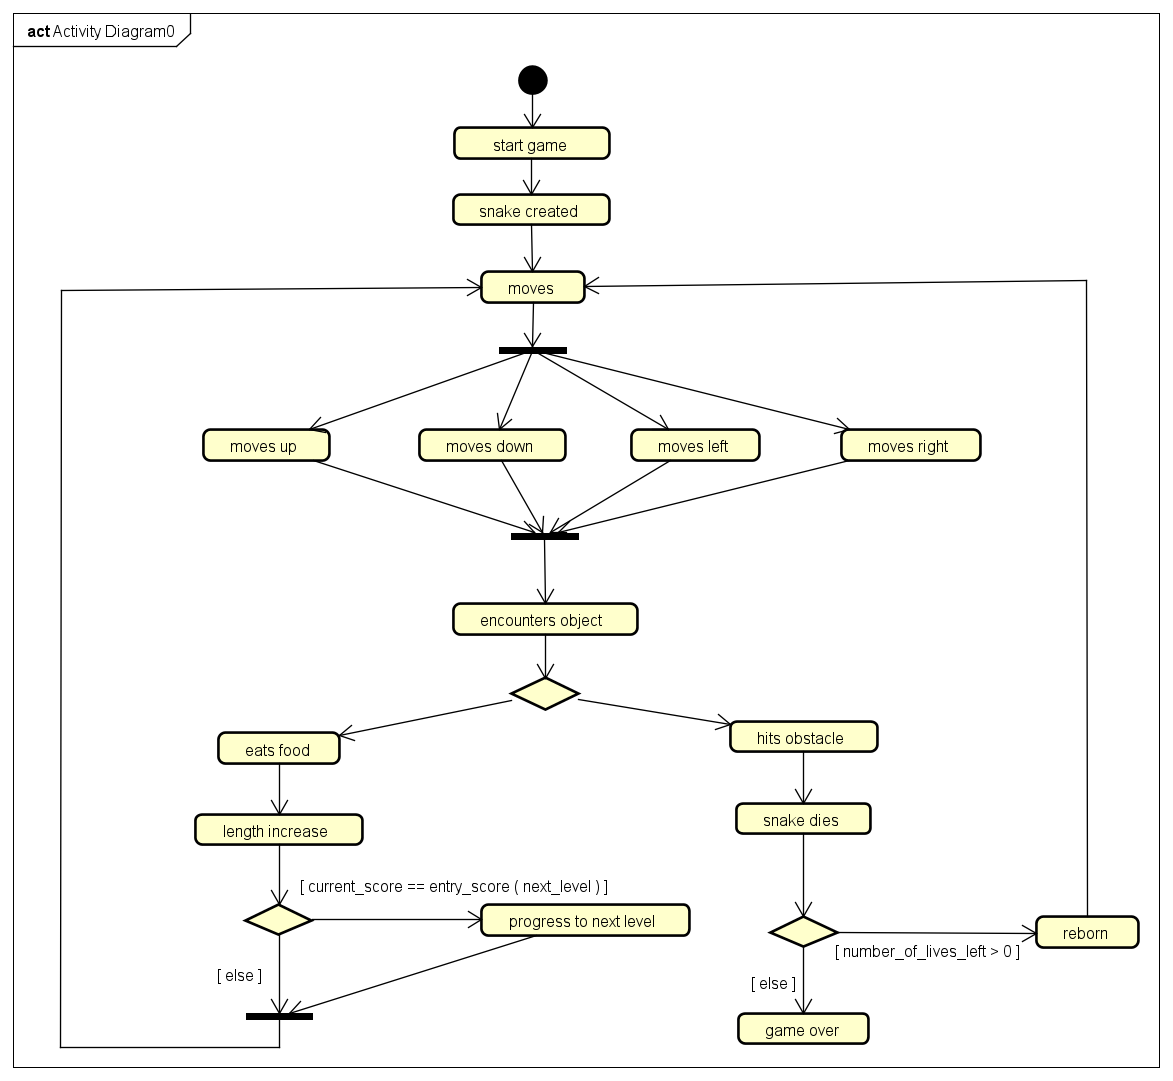 act Activity Diagram0
start game
snake created
moves
moves up
moves down
moves left
moves right
encounters object
eats food
hits obstacle
length increase
snake dies
[ current_score == entry_score ( next_level ) ]
progress to next level
reborn
[ number_of_lives_left > 0 ]
[ else ]
[ else ]
game over